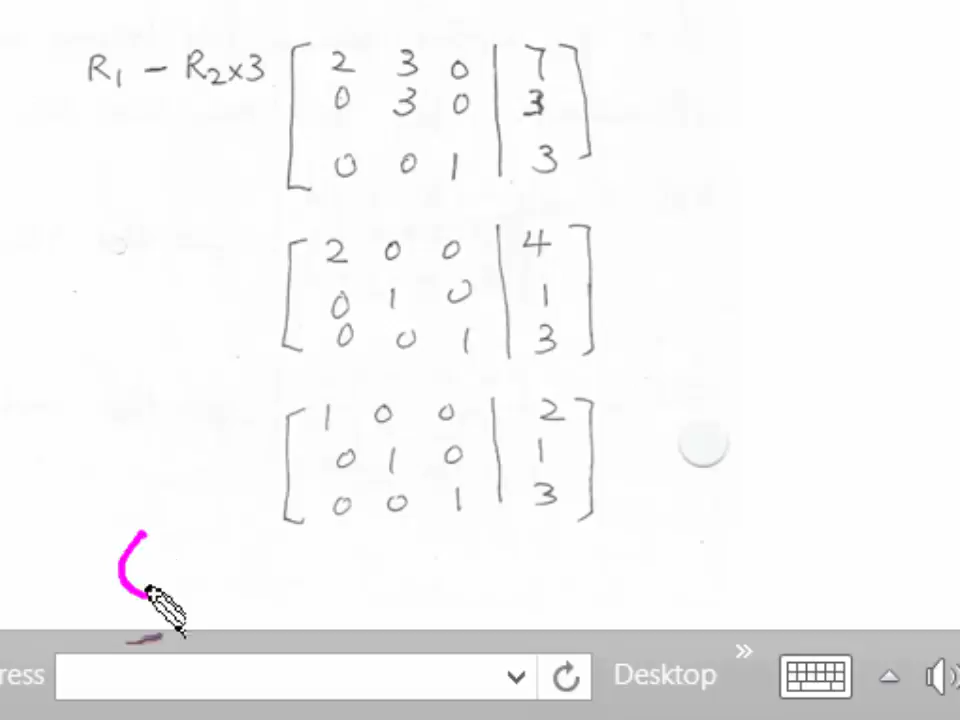 R₁ - R₂x3 [ 2 3 0 | 7 ]
[ 0 3 0 | 3 ]
[ 0 0 1 | 3 ]
[ 2 0 0 | 4 ]
[ 0 1 0 | 1 ]
[ 0 0 1 | 3 ]
[ 1 0 0 | 2 ]
[ 0 1 0 | 1 ]
[ 0 0 1 | 3 ]
ress Desktop »